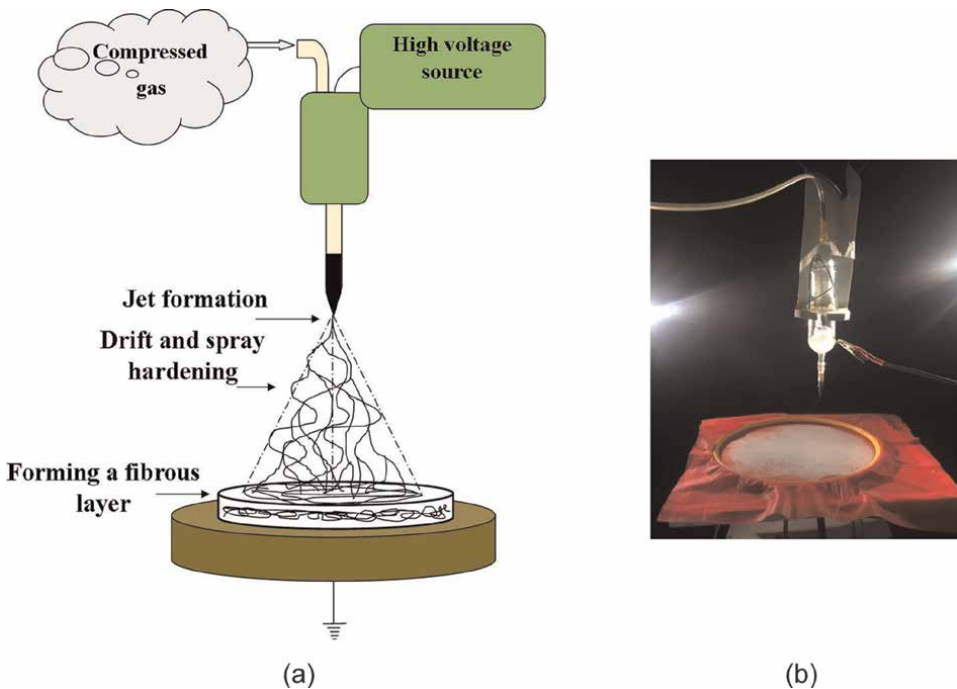 Compressed
gas
High voltage
source
Jet formation
Drift and spray
hardening
Forming a fibrous
layer
(a)
(b)